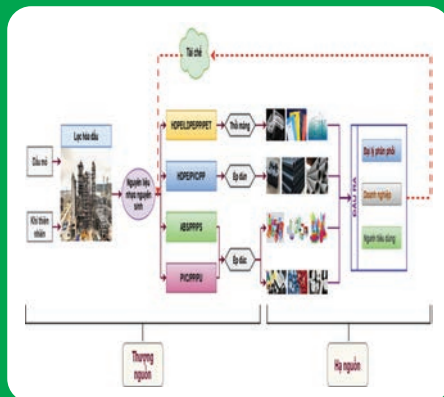 Tái chế
Lọc hóa dầu
Dầu mỏ
Khí thiên nhiên
Nguyên liệu
nhựa nguyên
sinh
HDPE/LDPE/PP/PET
Thổi màng
HDPE/PVC/PP
Ép đùn
ABS/PP/PS
PVC/PP/PU
Ép đúc
ĐẦU RA
Đại lý phân phối
Doanh nghiệp
Người tiêu dùng
Thượng
nguồn
Hạ nguồn